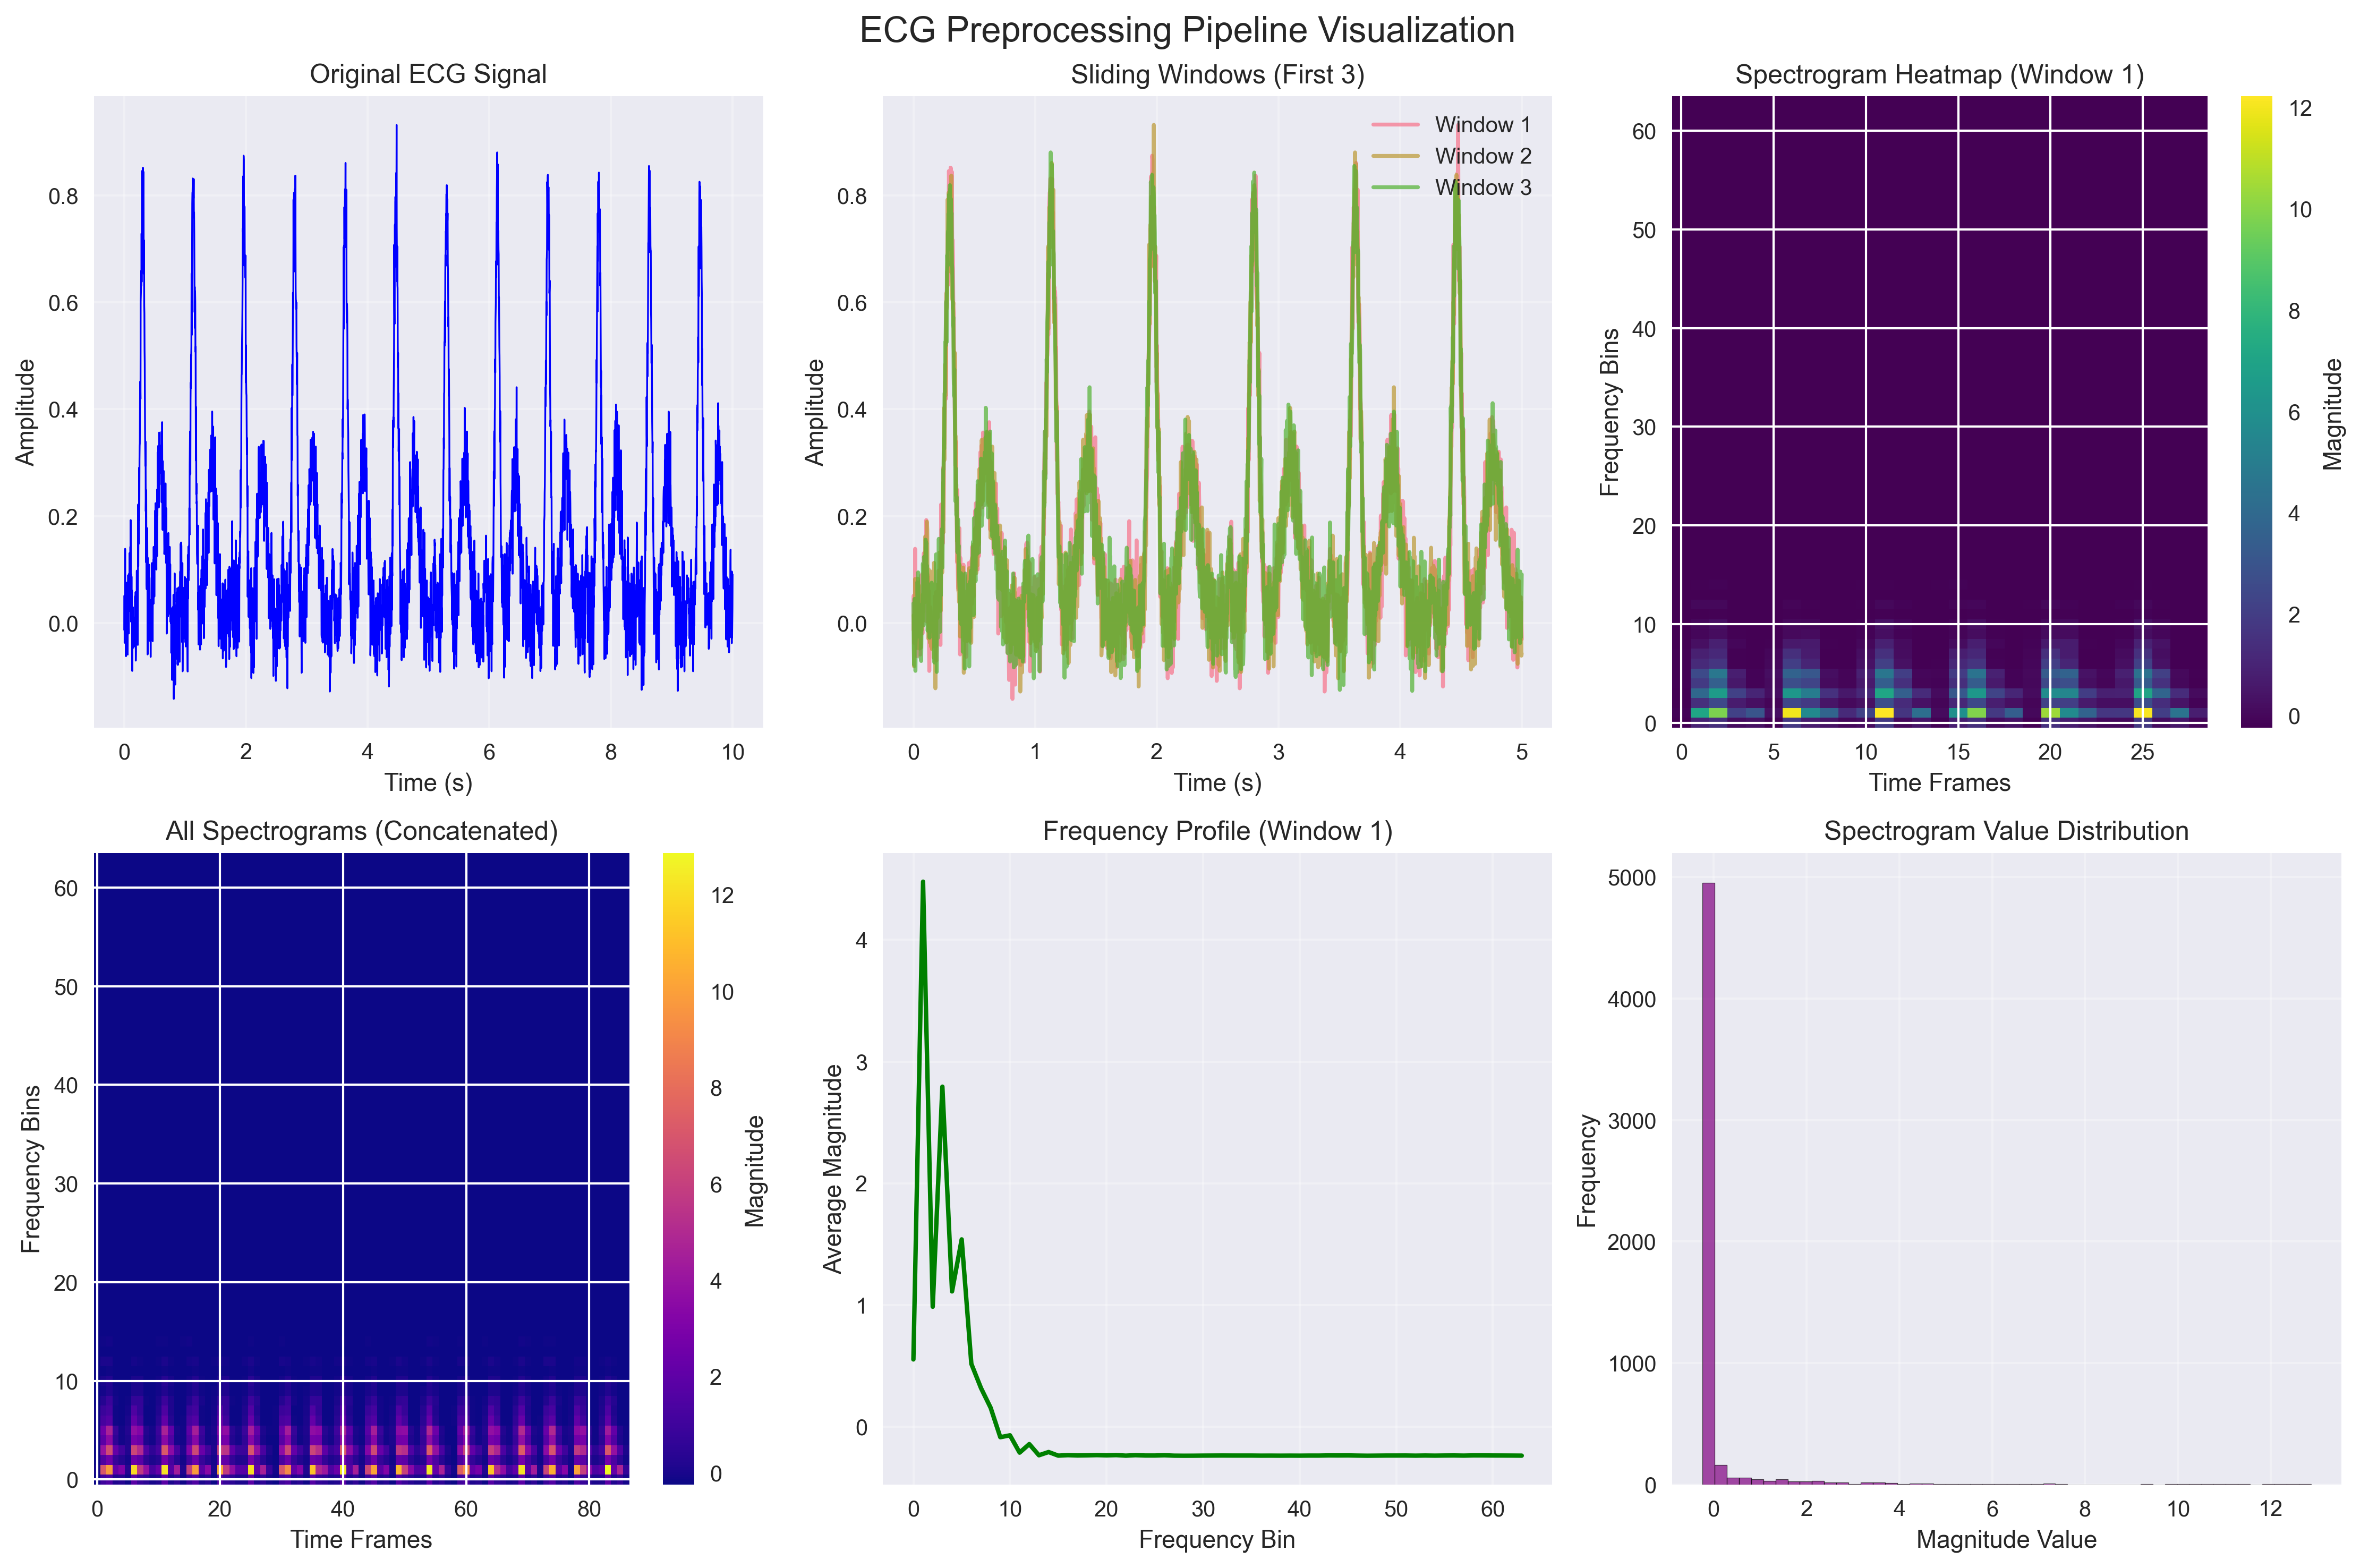 ECG Preprocessing Pipeline Visualization
Original ECG Signal
Amplitude
0.8
0.6
0.4
0.2
0.0
0 2 4 6 8 10
Time (s)
Sliding Windows (First 3)
Window 1
Window 2
Window 3
Amplitude
0.8
0.6
0.4
0.2
0.0
0 1 2 3 4 5
Time (s)
Spectrogram Heatmap (Window 1)
Frequency Bins
60
50
40
30
20
10
0
0 5 10 15 20 25
Time Frames
12
10
8
6
4
2
0
Magnitude
All Spectrograms (Concatenated)
Frequency Bins
60
50
40
30
20
10
0
0 20 40 60 80
Time Frames
12
10
8
6
4
2
0
Magnitude
Frequency Profile (Window 1)
Average Magnitude
4
3
2
1
0
0 10 20 30 40 50 60
Frequency Bin
Spectrogram Value Distribution
Frequency
5000
4000
3000
2000
1000
0
0 2 4 6 8 10 12
Magnitude Value